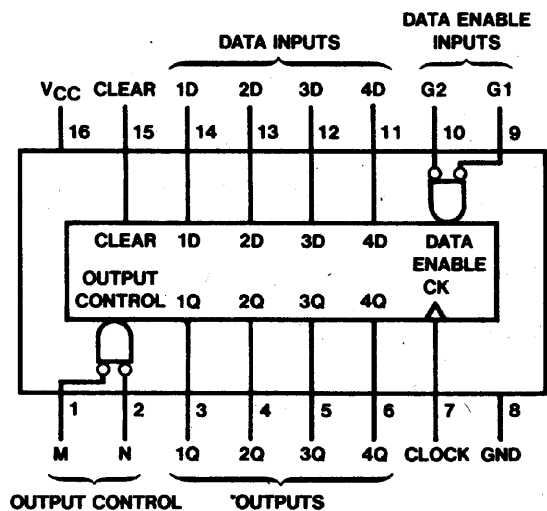 DATA INPUTS
DATA ENABLE
INPUTS
VCC CLEAR 1D 2D 3D 4D G2 G1
16 15 14 13 12 11 10 9
CLEAR 1D 2D 3D 4D DATA
ENABLE
CK
OUTPUT
CONTROL 1Q 2Q 3Q 4Q
1 2 3 4 5 6 7 8
M N 1Q 2Q 3Q 4Q CLOCK GND
OUTPUT CONTROL OUTPUTS